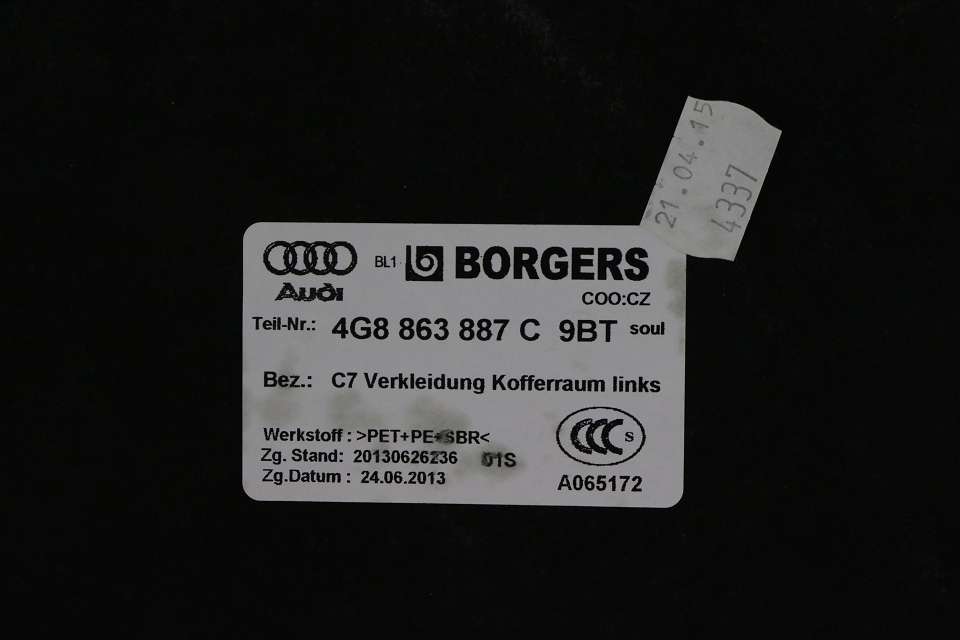 21.04.15
4337
Audi
BL1 BORGERS
COO:CZ
Teil-Nr.: 4G8 863 887 C 9BT soul
Bez.: C7 Verkleidung Kofferraum links
Werkstoff : >PET+PE+SBR<
Zg. Stand: 20130626236 01S
Zg.Datum : 24.06.2013
CCC S
A065172